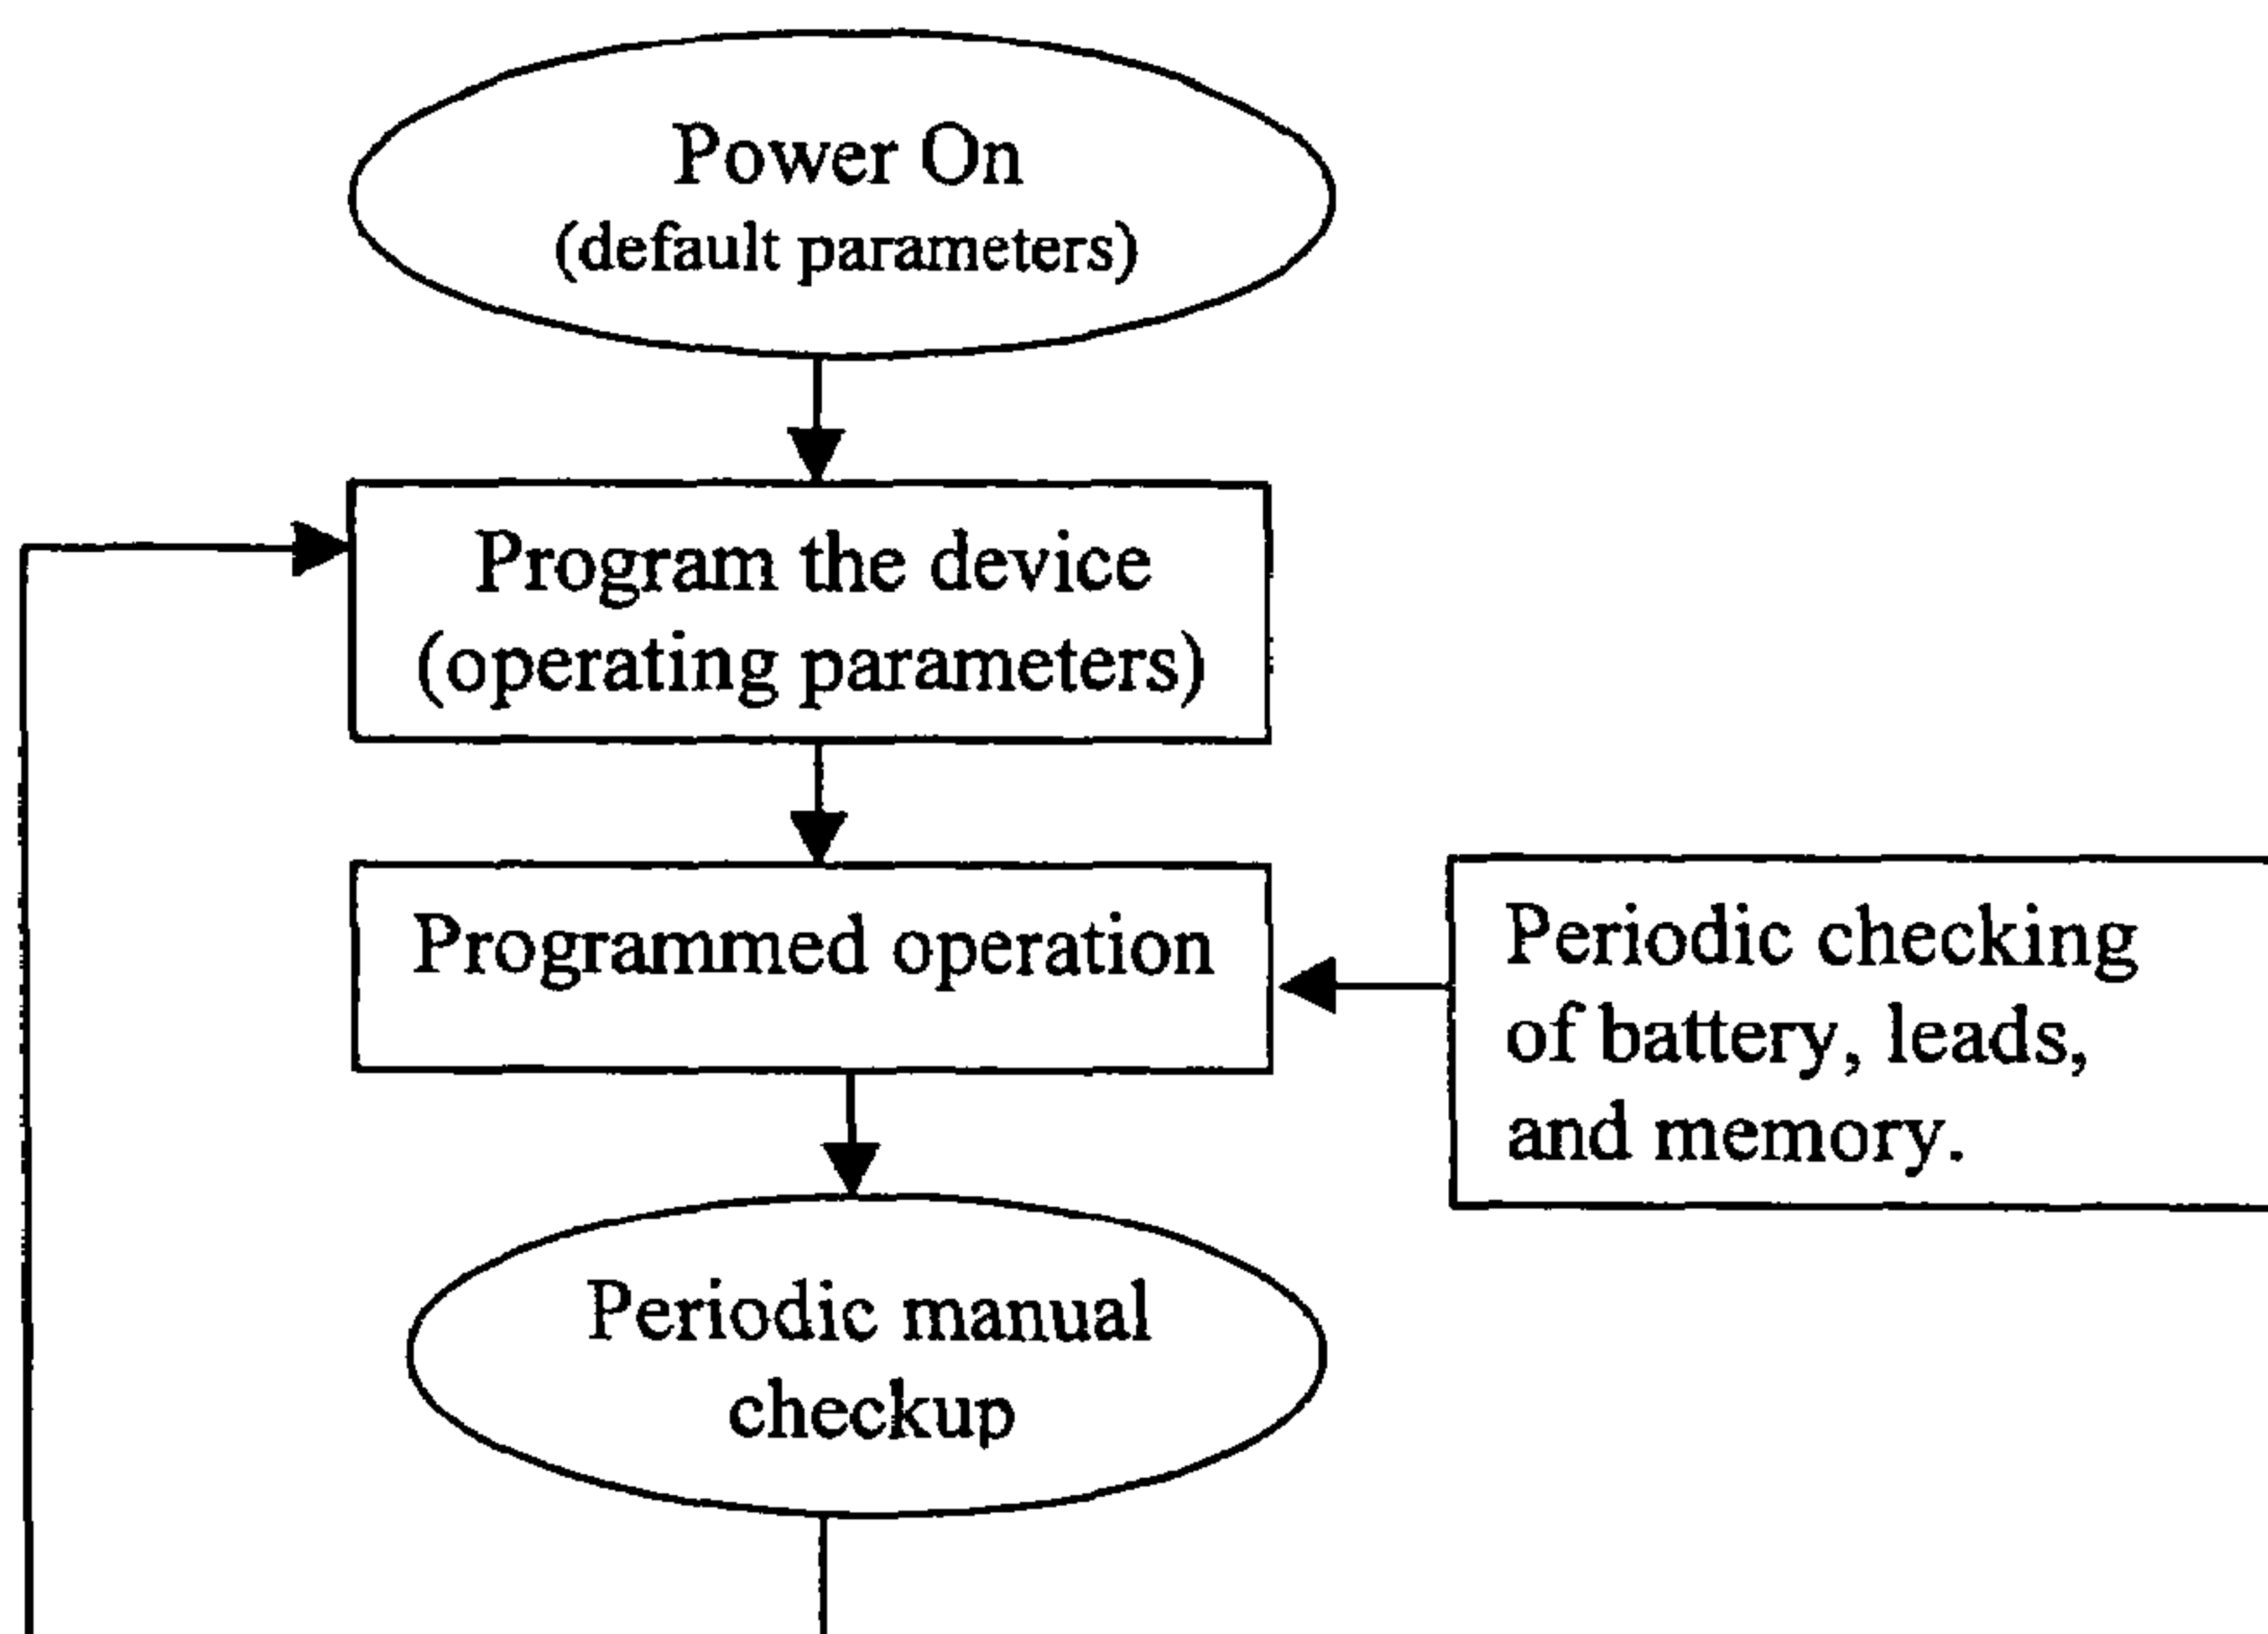 Power On
(default parameters)
Program the device
(operating parameters)
Programmed operation
Periodic checking
of battery, leads,
and memory.
Periodic manual
checkup